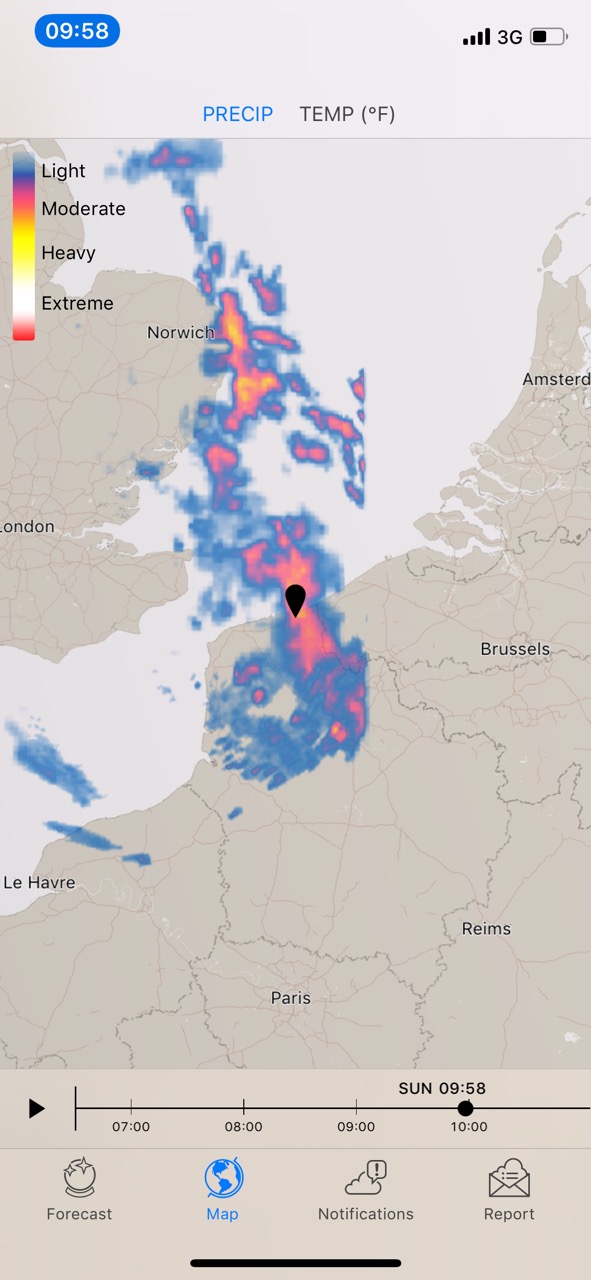 09:58
3G
PRECIP TEMP (°F)
Light
Moderate
Heavy
Extreme
Norwich
Amsterd
London
Brussels
Le Havre
Reims
Paris
SUN 09:58
07:00 08:00 09:00 10:00
Forecast Map Notifications Report